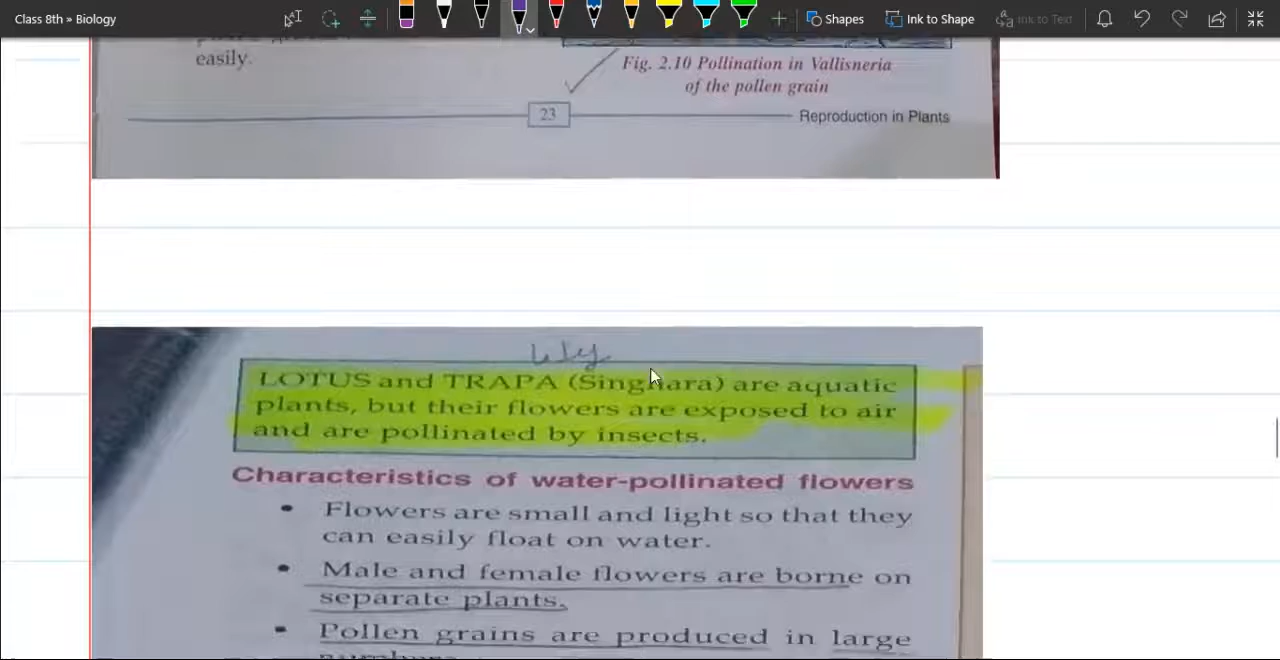 Class 8th » Biology
Shapes
Ink to Shape
Ink to Text
easily.
Fig. 2.10 Pollination in Vallisneria
of the pollen grain
23
Reproduction in Plants
LOTUS and TRAPA (Singhara) are aquatic
plants, but their flowers are exposed to air
and are pollinated by insects.
Characteristics of water-pollinated flowers
• Flowers are small and light so that they
can easily float on water.
• Male and female flowers are borne on
separate plants.
• Pollen grains are produced in large